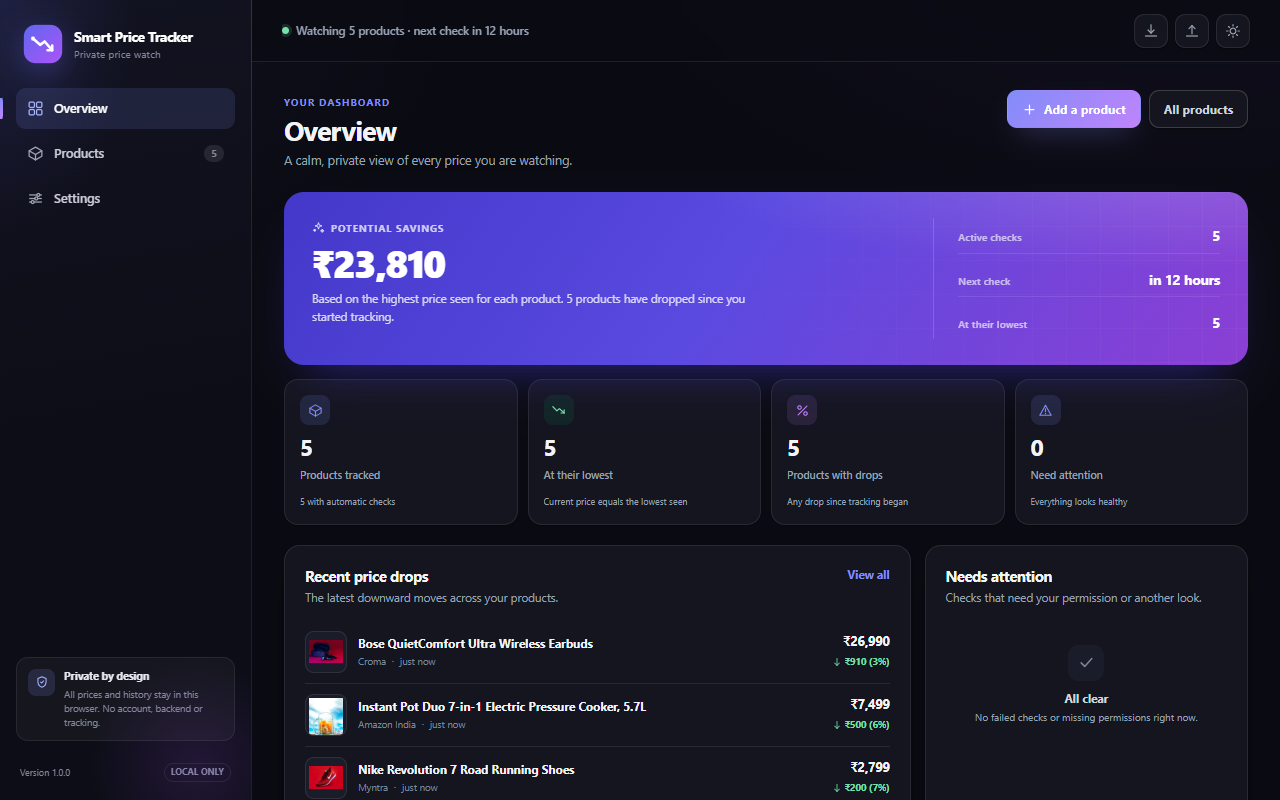 Smart Price Tracker
Private price watch
Overview
Products 5
Settings
Private by design
All prices and history stay in this
browser. No account, backend or
tracking.
Version 1.0.0 LOCAL ONLY
Watching 5 products · next check in 12 hours
YOUR DASHBOARD
Overview
A calm, private view of every price you are watching.
Add a product
All products
POTENTIAL SAVINGS
₹23,810
Based on the highest price seen for each product. 5 products have dropped since you
started tracking.
Active checks 5
Next check in 12 hours
At their lowest 5
5
Products tracked
5 with automatic checks
5
At their lowest
Current price equals the lowest seen
5
Products with drops
Any drop since tracking began
0
Need attention
Everything looks healthy
Recent price drops View all
The latest downward moves across your products.
Bose QuietComfort Ultra Wireless Earbuds ₹26,990
Croma · just now ↓ ₹910 (3%)
Instant Pot Duo 7-in-1 Electric Pressure Cooker, 5.7L ₹7,499
Amazon India · just now ↓ ₹500 (6%)
Nike Revolution 7 Road Running Shoes ₹2,799
Myntra · just now ↓ ₹200 (7%)
Needs attention
Checks that need your permission or another look.
All clear
No failed checks or missing permissions right now.